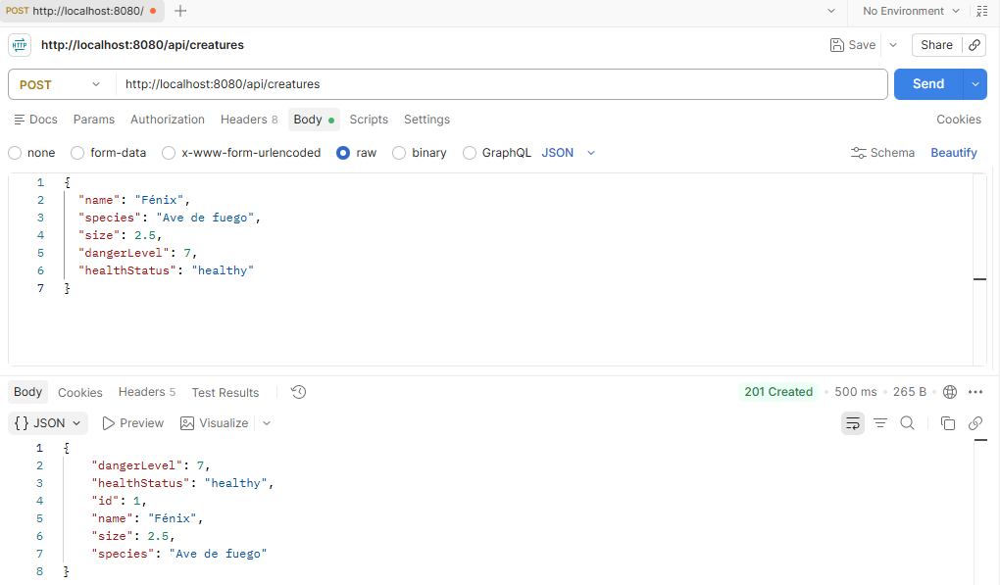 POST http://localhost:8080/ No Environment
HTTP http://localhost:8080/api/creatures Save Share
POST http://localhost:8080/api/creatures Send
Docs Params Authorization Headers 8 Body Scripts Settings Cookies
none form-data x-www-form-urlencoded raw binary GraphQL JSON Schema Beautify
1 {
2 "name": "Fénix",
3 "species": "Ave de fuego",
4 "size": 2.5,
5 "dangerLevel": 7,
6 "healthStatus": "healthy"
7 }
Body Cookies Headers 5 Test Results 201 Created • 500 ms • 265 B
{} JSON Preview Visualize
1 {
2 "dangerLevel": 7,
3 "healthStatus": "healthy",
4 "id": 1,
5 "name": "Fénix",
6 "size": 2.5,
7 "species": "Ave de fuego"
8 }